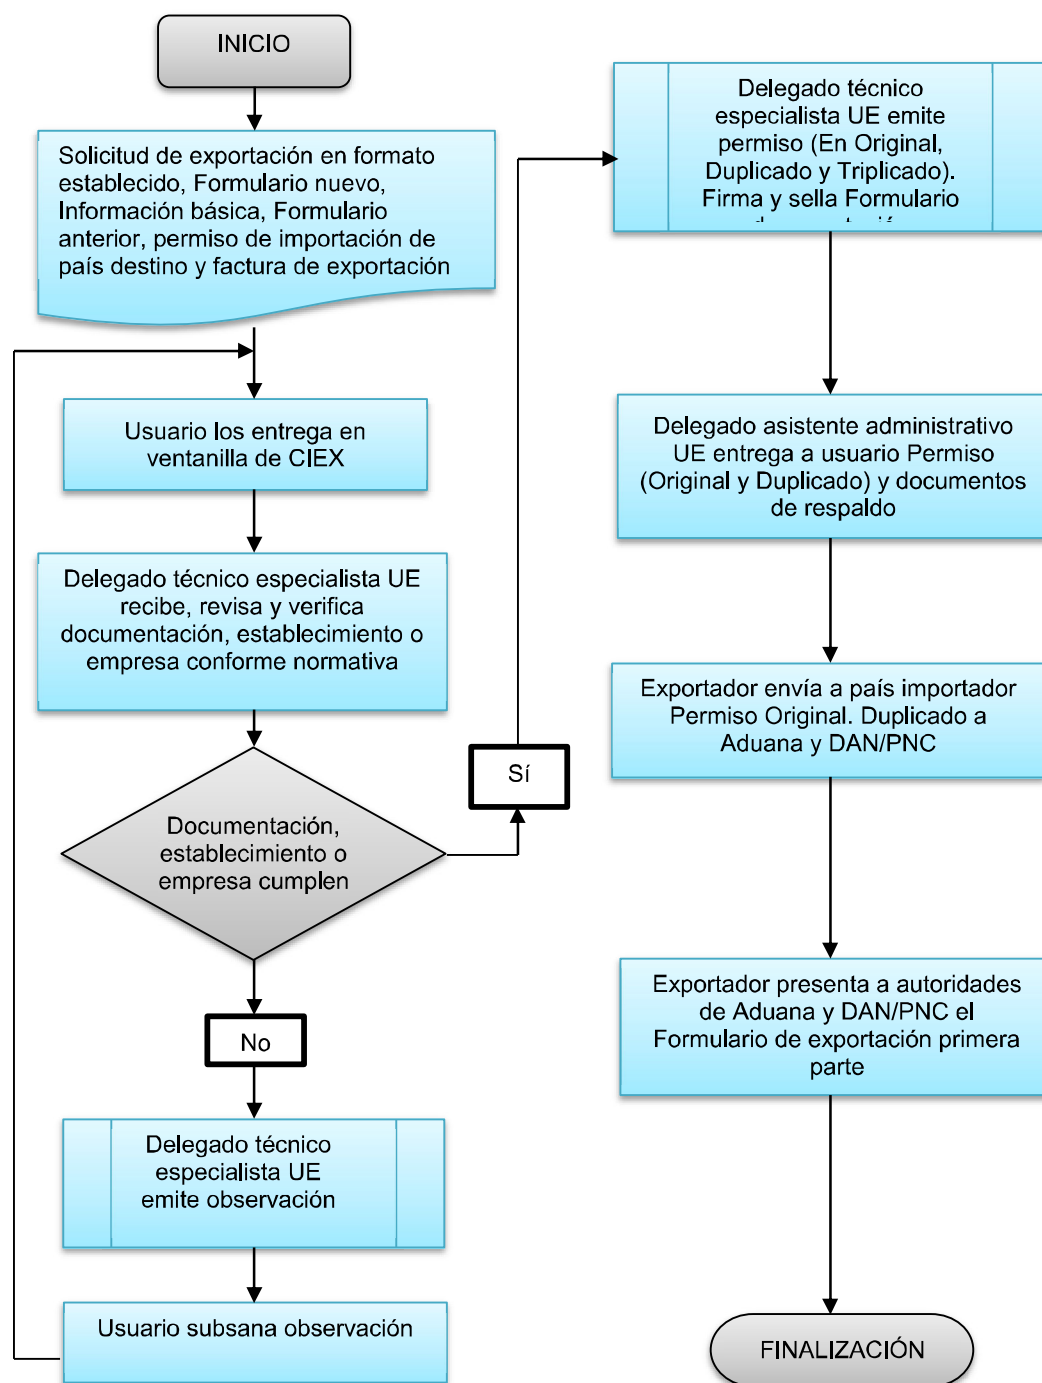 INICIO
Solicitud de exportación en formato
establecido, Formulario nuevo,
Información básica, Formulario
anterior, permiso de importación de
país destino y factura de exportación
Usuario los entrega en
ventanilla de CIEX
Delegado técnico especialista UE
recibe, revisa y verifica
documentación, establecimiento o
empresa conforme normativa
Documentación,
establecimiento o
empresa cumplen
Sí
No
Delegado técnico
especialista UE
emite observación
Usuario subsana observación
Delegado técnico
especialista UE emite
permiso (En Original,
Duplicado y Triplicado).
Firma y sella Formulario
Delegado asistente administrativo
UE entrega a usuario Permiso
(Original y Duplicado) y documentos
de respaldo
Exportador envía a país importador
Permiso Original. Duplicado a
Aduana y DAN/PNC
Exportador presenta a autoridades
de Aduana y DAN/PNC el
Formulario de exportación primera
parte
FINALIZACIÓN